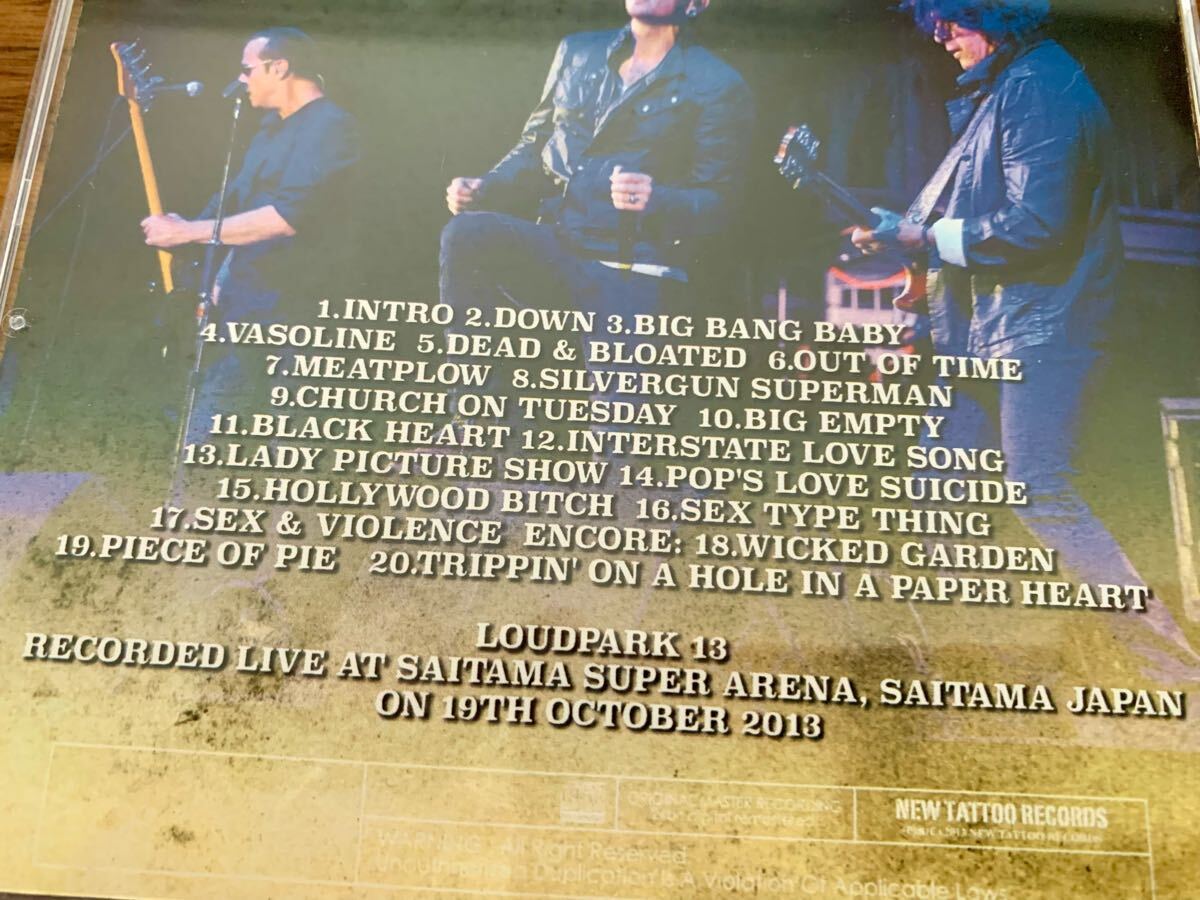 1.INTRO 2.DOWN 3.BIG BANG BABY
4.VASOLINE 5.DEAD & BLOATED 6.OUT OF TIME
7.MEATPLOW 8.SILVERGUN SUPERMAN
9.CHURCH ON TUESDAY 10.BIG EMPTY
11.BLACK HEART 12.INTERSTATE LOVE SONG
13.LADY PICTURE SHOW 14.POP'S LOVE SUICIDE
15.HOLLYWOOD BITCH 16.SEX TYPE THING
17.SEX & VIOLENCE ENCORE: 18.WICKED GARDEN
19.PIECE OF PIE 20.TRIPPIN' ON A HOLE IN A PAPER HEART
LOUDPARK 13
RECORDED LIVE AT SAITAMA SUPER ARENA, SAITAMA JAPAN
ON 19TH OCTOBER 2013
ORIGINAL MASTER RECORDING
NEW TATTOO RECORDS
NEW TATTOO RECORDS
WARNING : All Right Reserved.
Unauthorized Duplication Is A Violation Of Applicable Laws.